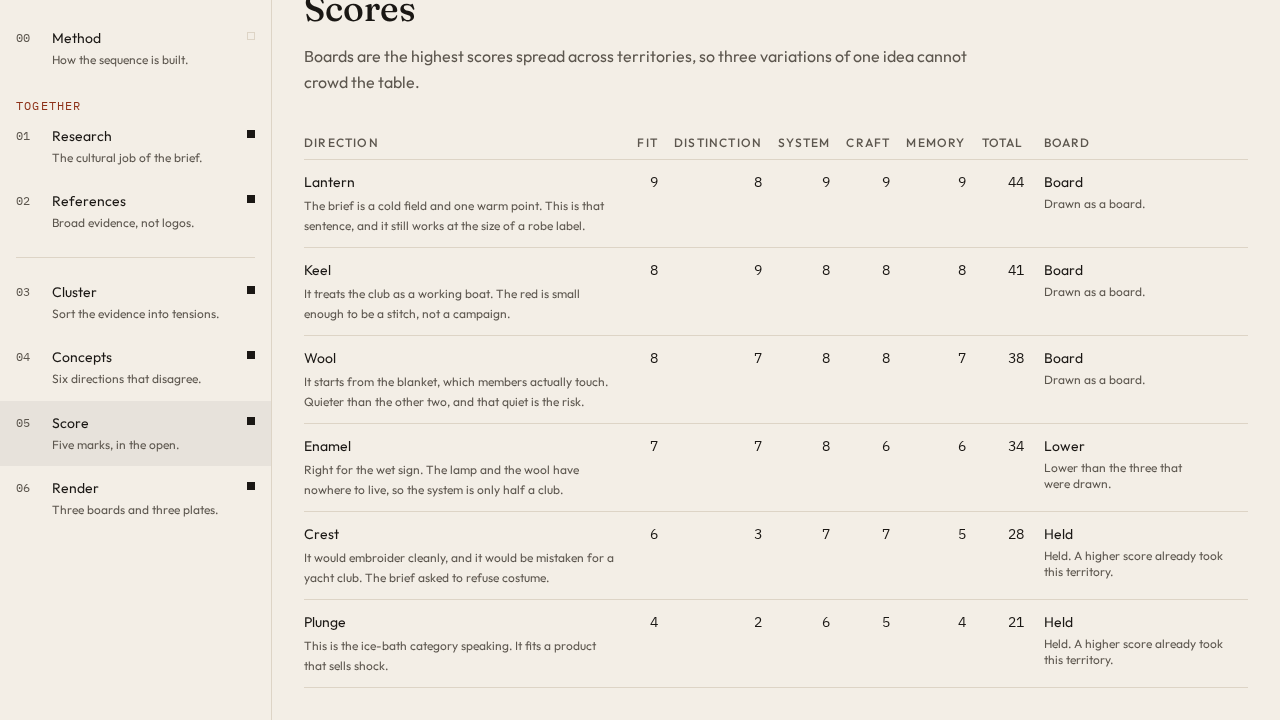 00 Method
How the sequence is built.
TOGETHER
01 Research
The cultural job of the brief.
02 References
Broad evidence, not logos.
03 Cluster
Sort the evidence into tensions.
04 Concepts
Six directions that disagree.
05 Score
Five marks, in the open.
06 Render
Three boards and three plates.
Scores
Boards are the highest scores spread across territories, so three variations of one idea cannot
crowd the table.
DIRECTION FIT DISTINCTION SYSTEM CRAFT MEMORY TOTAL BOARD
Lantern 9 8 9 9 9 44 Board
The brief is a cold field and one warm point. This is that
sentence, and it still works at the size of a robe label.
Drawn as a board.
Keel 8 9 8 8 8 41 Board
It treats the club as a working boat. The red is small
enough to be a stitch, not a campaign.
Drawn as a board.
Wool 8 7 8 8 7 38 Board
It starts from the blanket, which members actually touch.
Quieter than the other two, and that quiet is the risk.
Drawn as a board.
Enamel 7 7 8 6 6 34 Lower
Right for the wet sign. The lamp and the wool have
nowhere to live, so the system is only half a club.
Lower than the three that
were drawn.
Crest 6 3 7 7 5 28 Held
It would embroider cleanly, and it would be mistaken for a
yacht club. The brief asked to refuse costume.
Held. A higher score already took
this territory.
Plunge 4 2 6 5 4 21 Held
This is the ice-bath category speaking. It fits a product
that sells shock.
Held. A higher score already took
this territory.